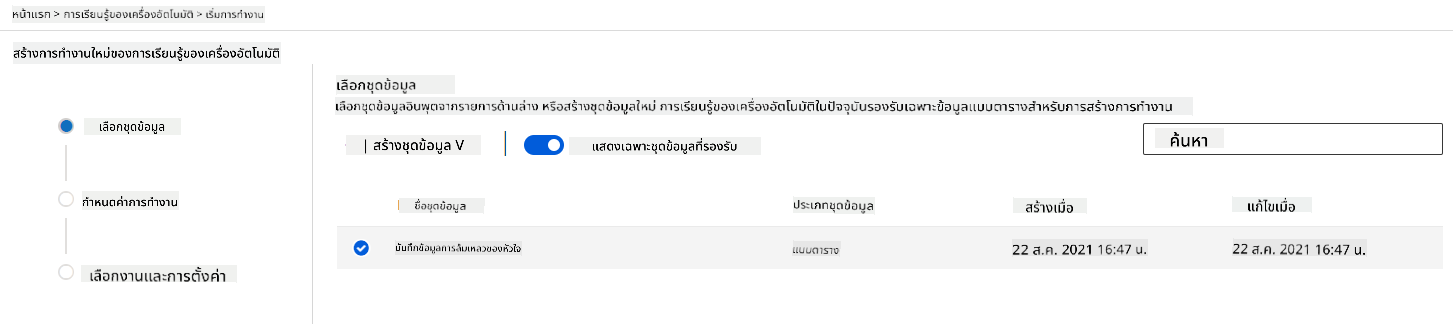 หน้าแรก > การเรียนรู้ของเครื่องอัตโนมัติ > เริ่มการทำงาน
สร้างการทำงานใหม่ของการเรียนรู้ของเครื่องอัตโนมัติ
เลือกชุดข้อมูล
กำหนดค่าการทำงาน
เลือกงานและการตั้งค่า
เลือกชุดข้อมูล
เลือกชุดข้อมูลอินพุตจากรายการด้านล่าง หรือสร้างชุดข้อมูลใหม่ การเรียนรู้ของเครื่องอัตโนมัติในปัจจุบันรองรับเฉพาะข้อมูลแบบตารางสำหรับการสร้างการทำงาน
| สร้างชุดข้อมูล V แสดงเฉพาะชุดข้อมูลที่รองรับ ค้นหา
ชื่อชุดข้อมูล ประเภทชุดข้อมูล สร้างเมื่อ แก้ไขเมื่อ
บันทึกข้อมูลการล้มเหลวของหัวใจ แบบตาราง 22 ส.ค. 2021 16:47 น. 22 ส.ค. 2021 16:47 น.